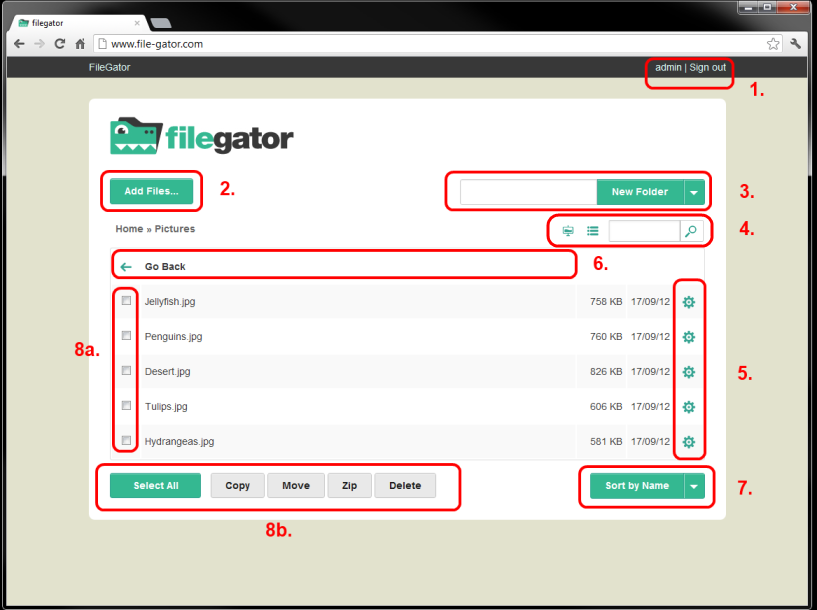 filegator
www.file-gator.com
FileGator
admin | Sign out
1.
filegator
Add Files...
2.
New Folder
3.
Home » Pictures
4.
Go Back
6.
Jellyfish.jpg 758 KB 17/09/12
Penguins.jpg 760 KB 17/09/12
8a.
Desert.jpg 826 KB 17/09/12
5.
Tulips.jpg 606 KB 17/09/12
Hydrangeas.jpg 581 KB 17/09/12
Select All Copy Move Zip Delete
Sort by Name
7.
8b.